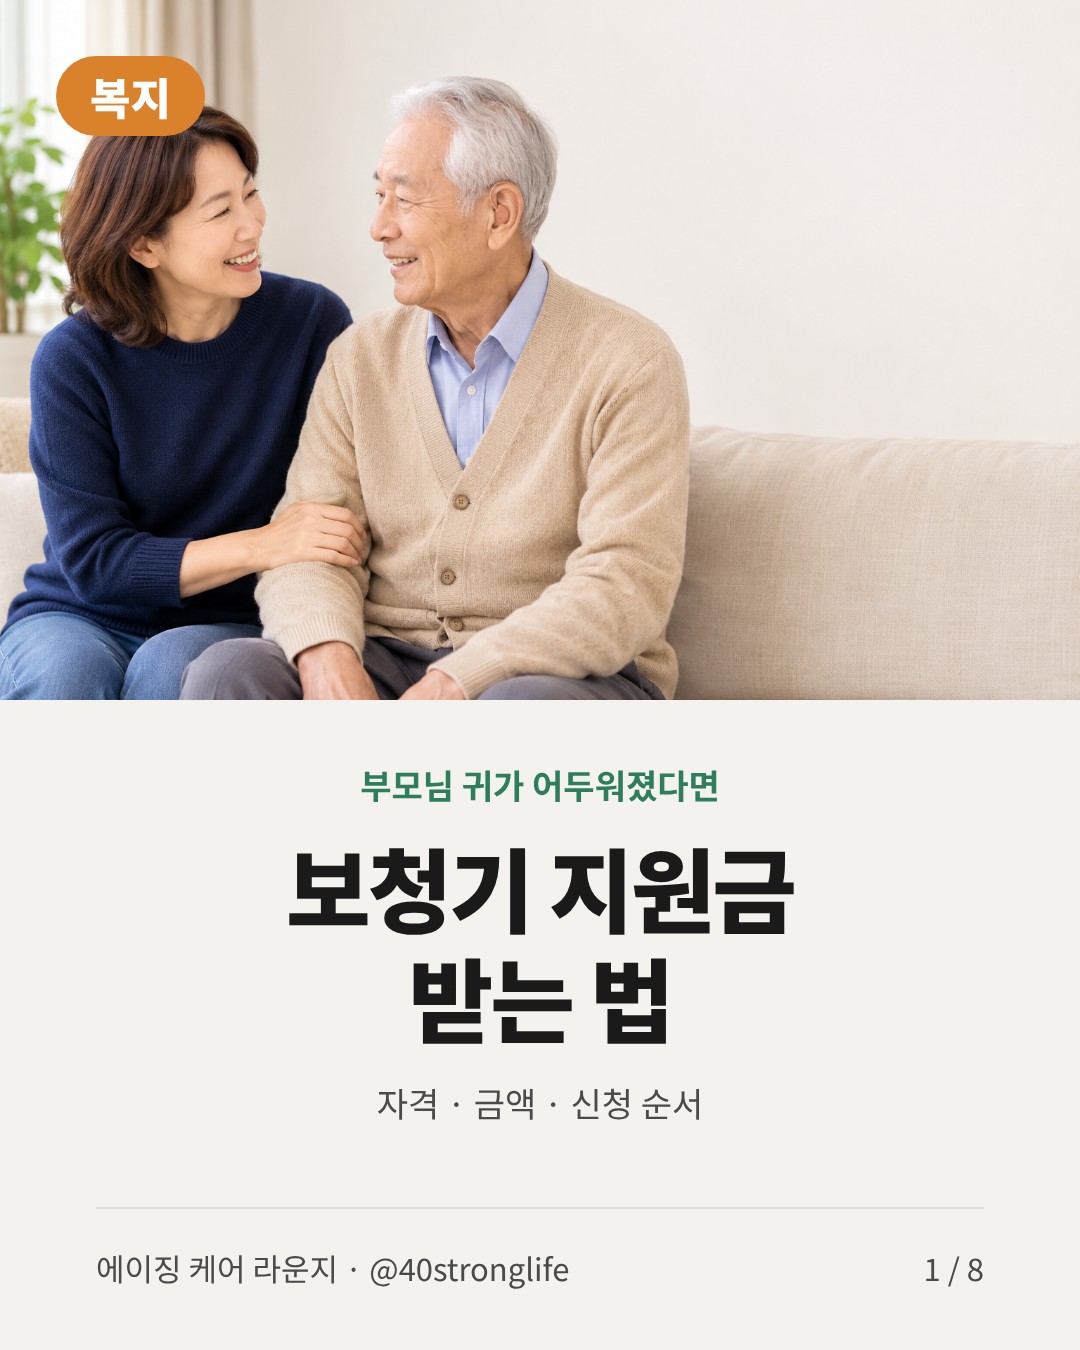 복지
부모님 귀가 어두워졌다면
보청기 지원금
받는 법
자격 · 금액 · 신청 순서
에이징 케어 라운지 · @40stronglife
1 / 8